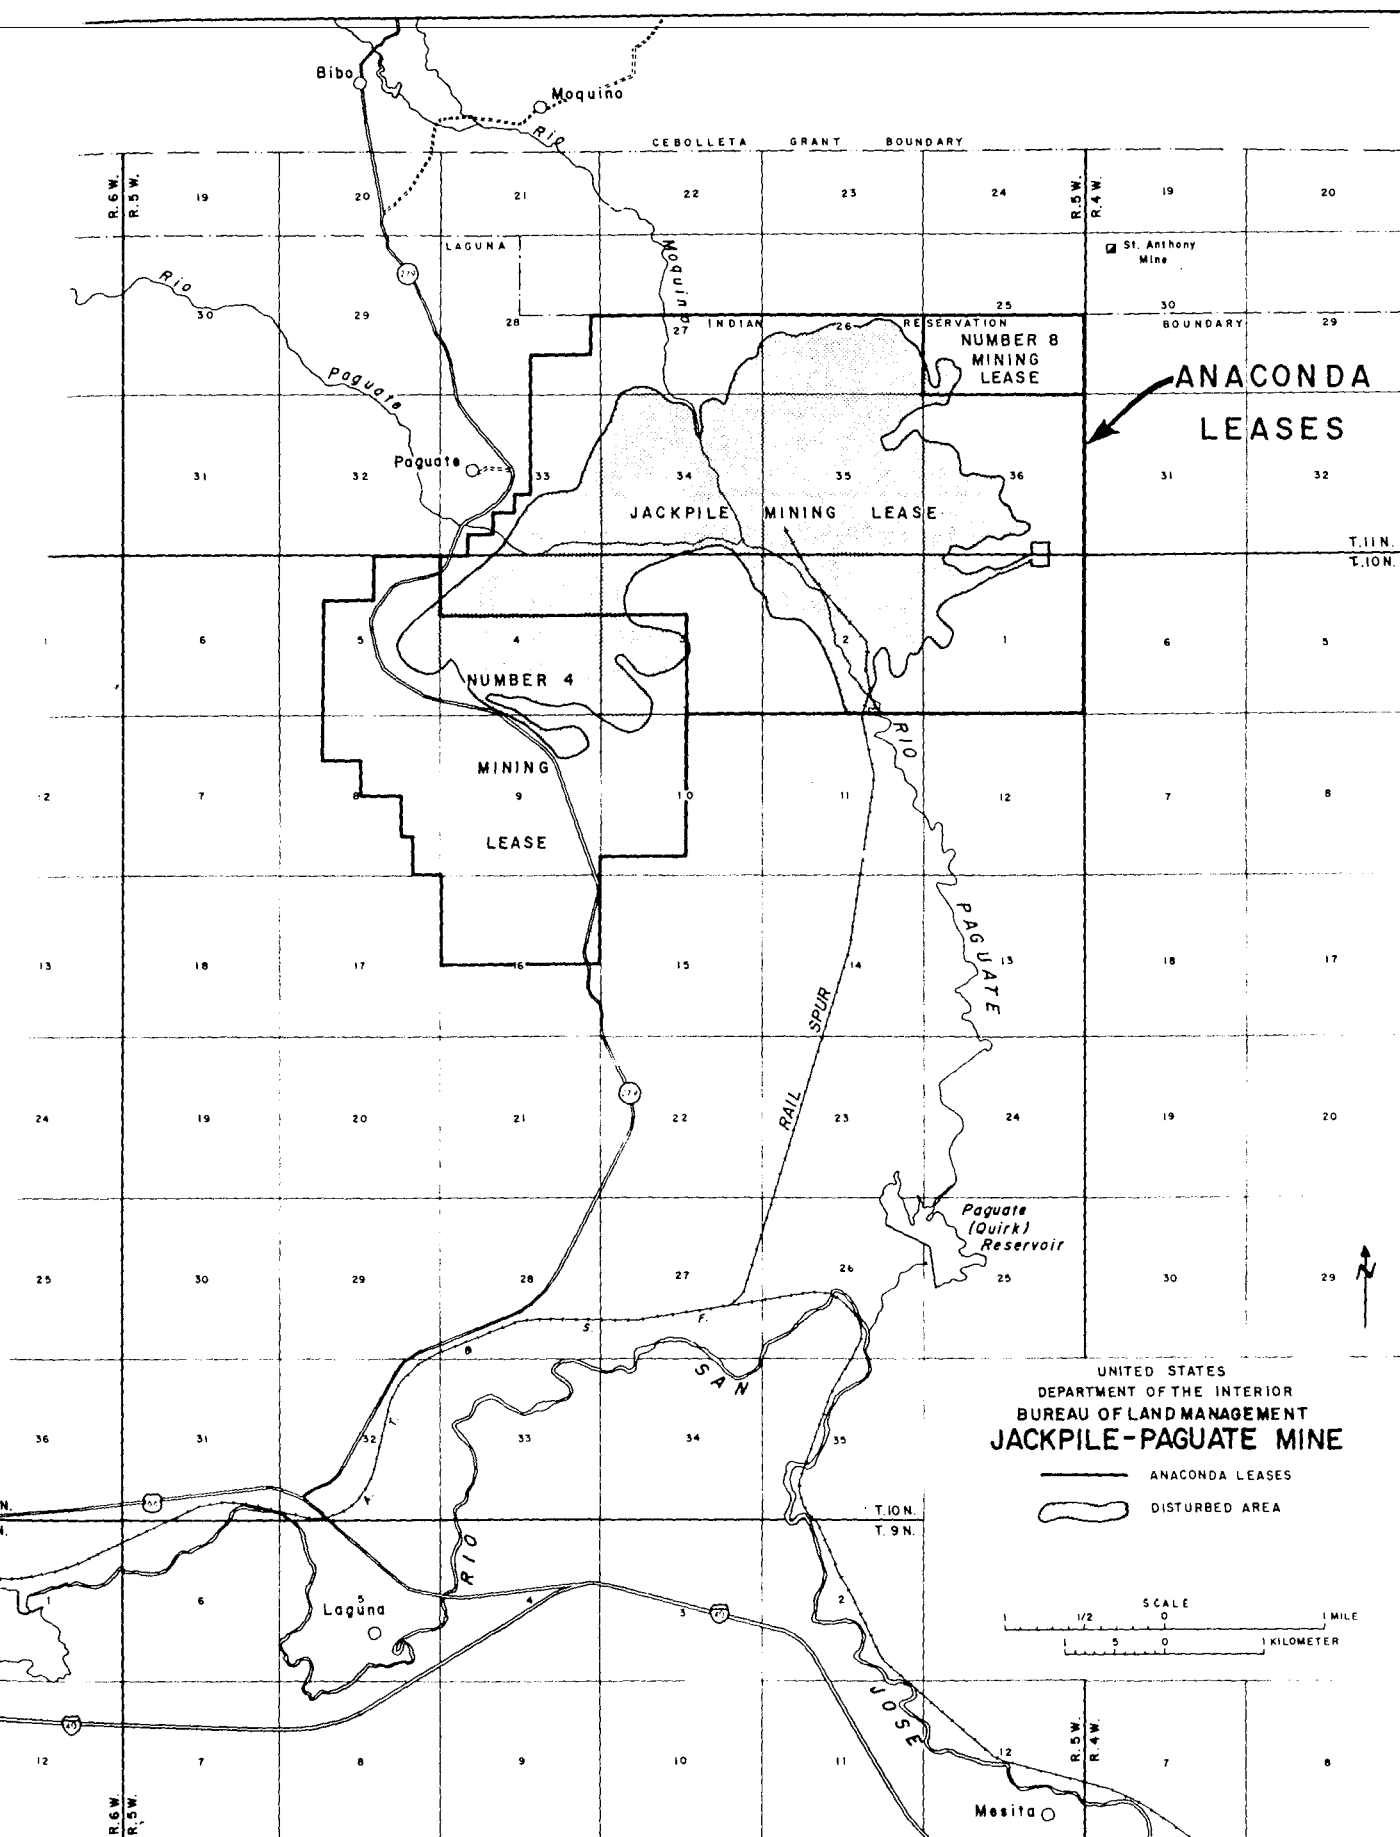 Bibo
Moquino
Rio
CEBOLLETA GRANT BOUNDARY
R.6W. R.5W. 19 20 21 22 23 24 R.5W. R.4W. 19 20
LAGUNA
Moquino
St. Anthony
Mine
Rio
279
30 29 28 27 26 25 30 29
INDIAN RESERVATION BOUNDARY
NUMBER 8
MINING
LEASE
ANACONDA
LEASES
Paguate
Paguate
31 32 33 34 35 36 31 32
JACKPILE MINING LEASE
T.11N.
T.10N.
1 6 5 4 3 2 1 6 5
NUMBER 4
RIO
MINING
12 7 8 9 10 11 12 7 8
LEASE
PAGUATE
13 18 17 16 15 14 13 18 17
RAIL SPUR
279
24 19 20 21 22 23 24 19 20
Paguate
(Quirk)
Reservoir
25 30 29 28 27 26 25 30 29
N
A. T. & S. F.
SAN
UNITED STATES
DEPARTMENT OF THE INTERIOR
BUREAU OF LAND MANAGEMENT
JACKPILE-PAGUATE MINE
36 31 32 33 34 35
ANACONDA LEASES
DISTURBED AREA
66
N.
N.
T.10N.
T. 9N.
RIO
1 6 5 4 3 2
Laguna
40
SCALE
1 1/2 0 1 MILE
1 5 0 1 KILOMETER
JOSE
40
12 7 8 9 10 11 12 7 8
R.5W. R.4W.
R.6W. R.5W.
Mesita